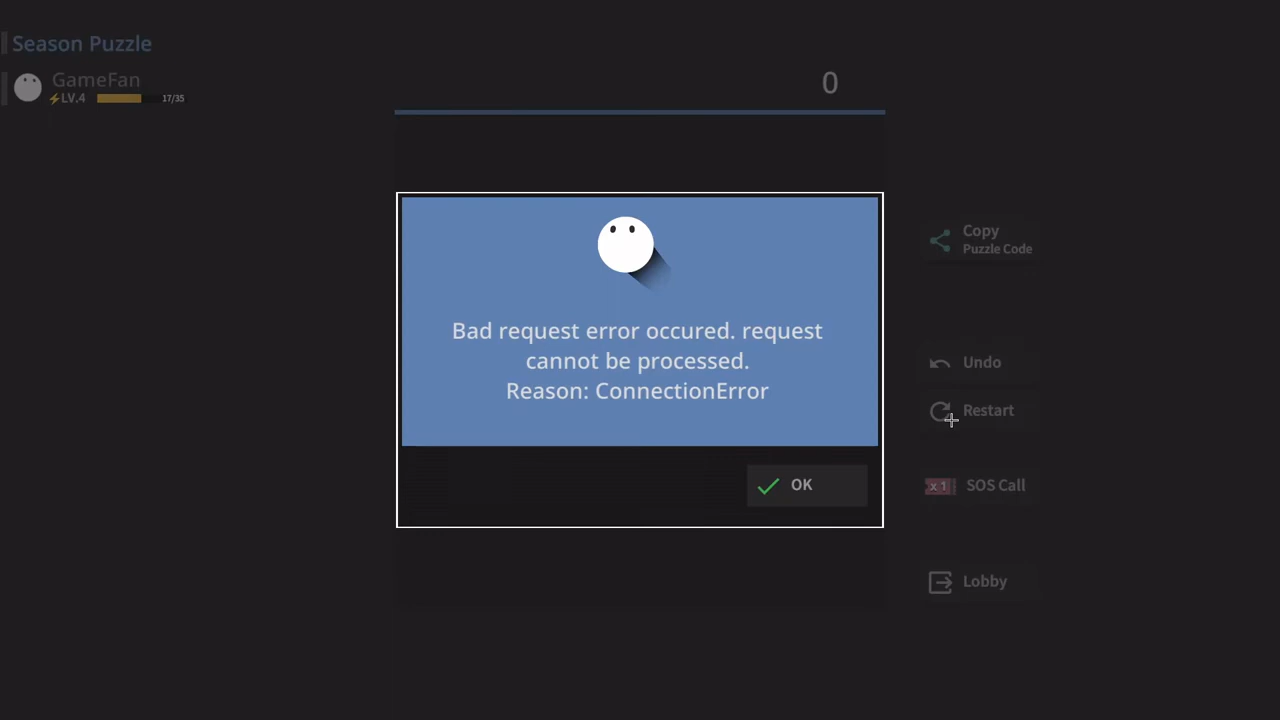 Season Puzzle
GameFan
LV.4 17/35
0
Bad request error occured. request
cannot be processed.
Reason: ConnectionError
OK
Copy
Puzzle Code
Undo
Restart
x 1 SOS Call
Lobby